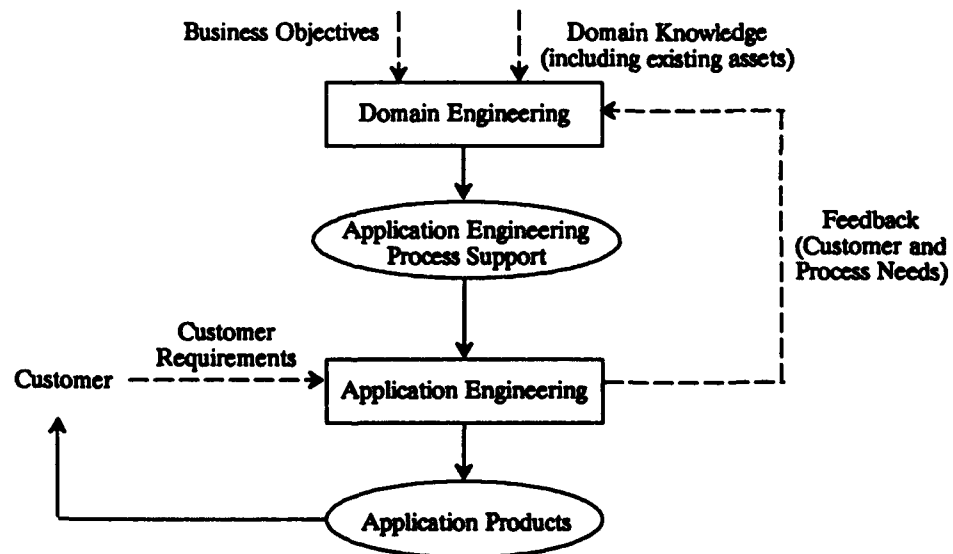 Business Objectives
Domain Knowledge
(including existing assets)
Domain Engineering
Application Engineering
Process Support
Feedback
(Customer and
Process Needs)
Customer
Requirements
Customer
Application Engineering
Application Products